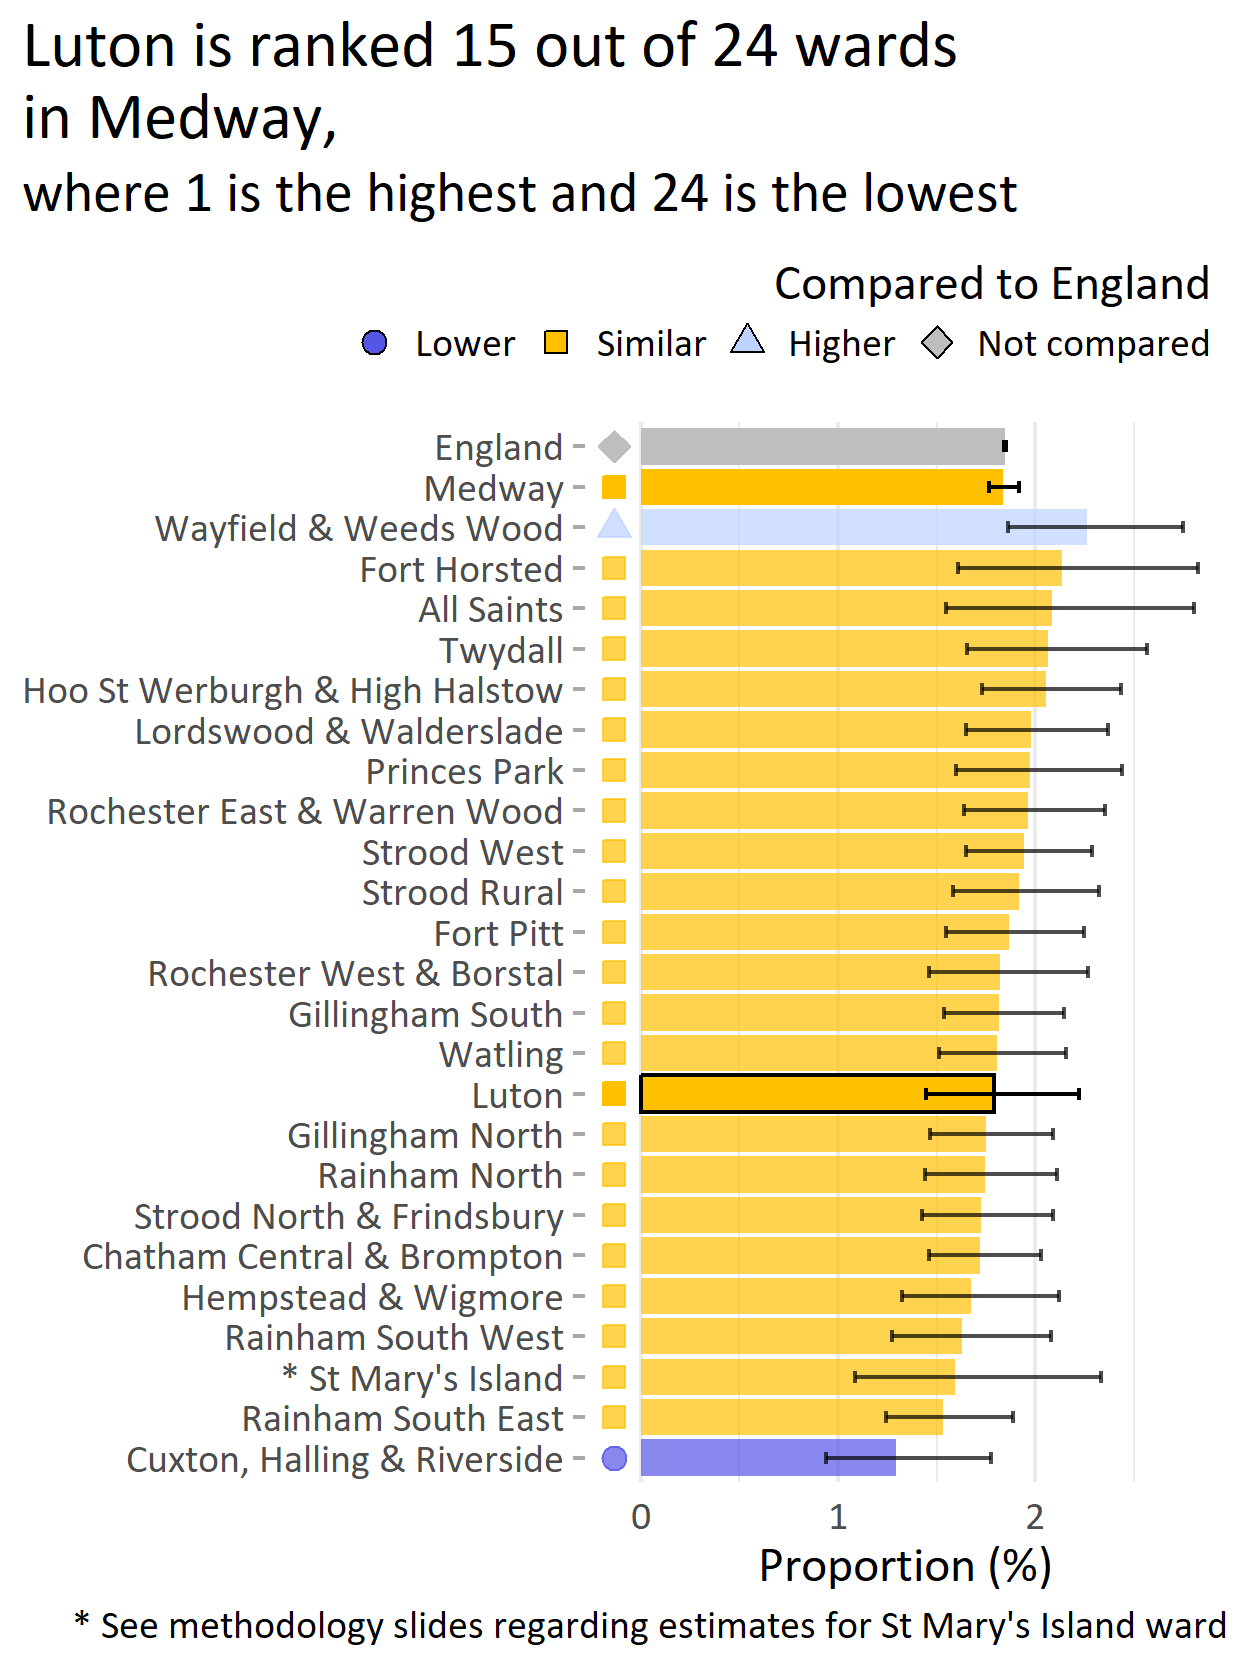 Luton is ranked 15 out of 24 wards
in Medway,
where 1 is the highest and 24 is the lowest
Compared to England
Lower Similar Higher Not compared
England
Medway
Wayfield & Weeds Wood
Fort Horsted
All Saints
Twydall
Hoo St Werburgh & High Halstow
Lordswood & Walderslade
Princes Park
Rochester East & Warren Wood
Strood West
Strood Rural
Fort Pitt
Rochester West & Borstal
Gillingham South
Watling
Luton
Gillingham North
Rainham North
Strood North & Frindsbury
Chatham Central & Brompton
Hempstead & Wigmore
Rainham South West
* St Mary's Island
Rainham South East
Cuxton, Halling & Riverside
0 1 2
Proportion (%)
* See methodology slides regarding estimates for St Mary's Island ward